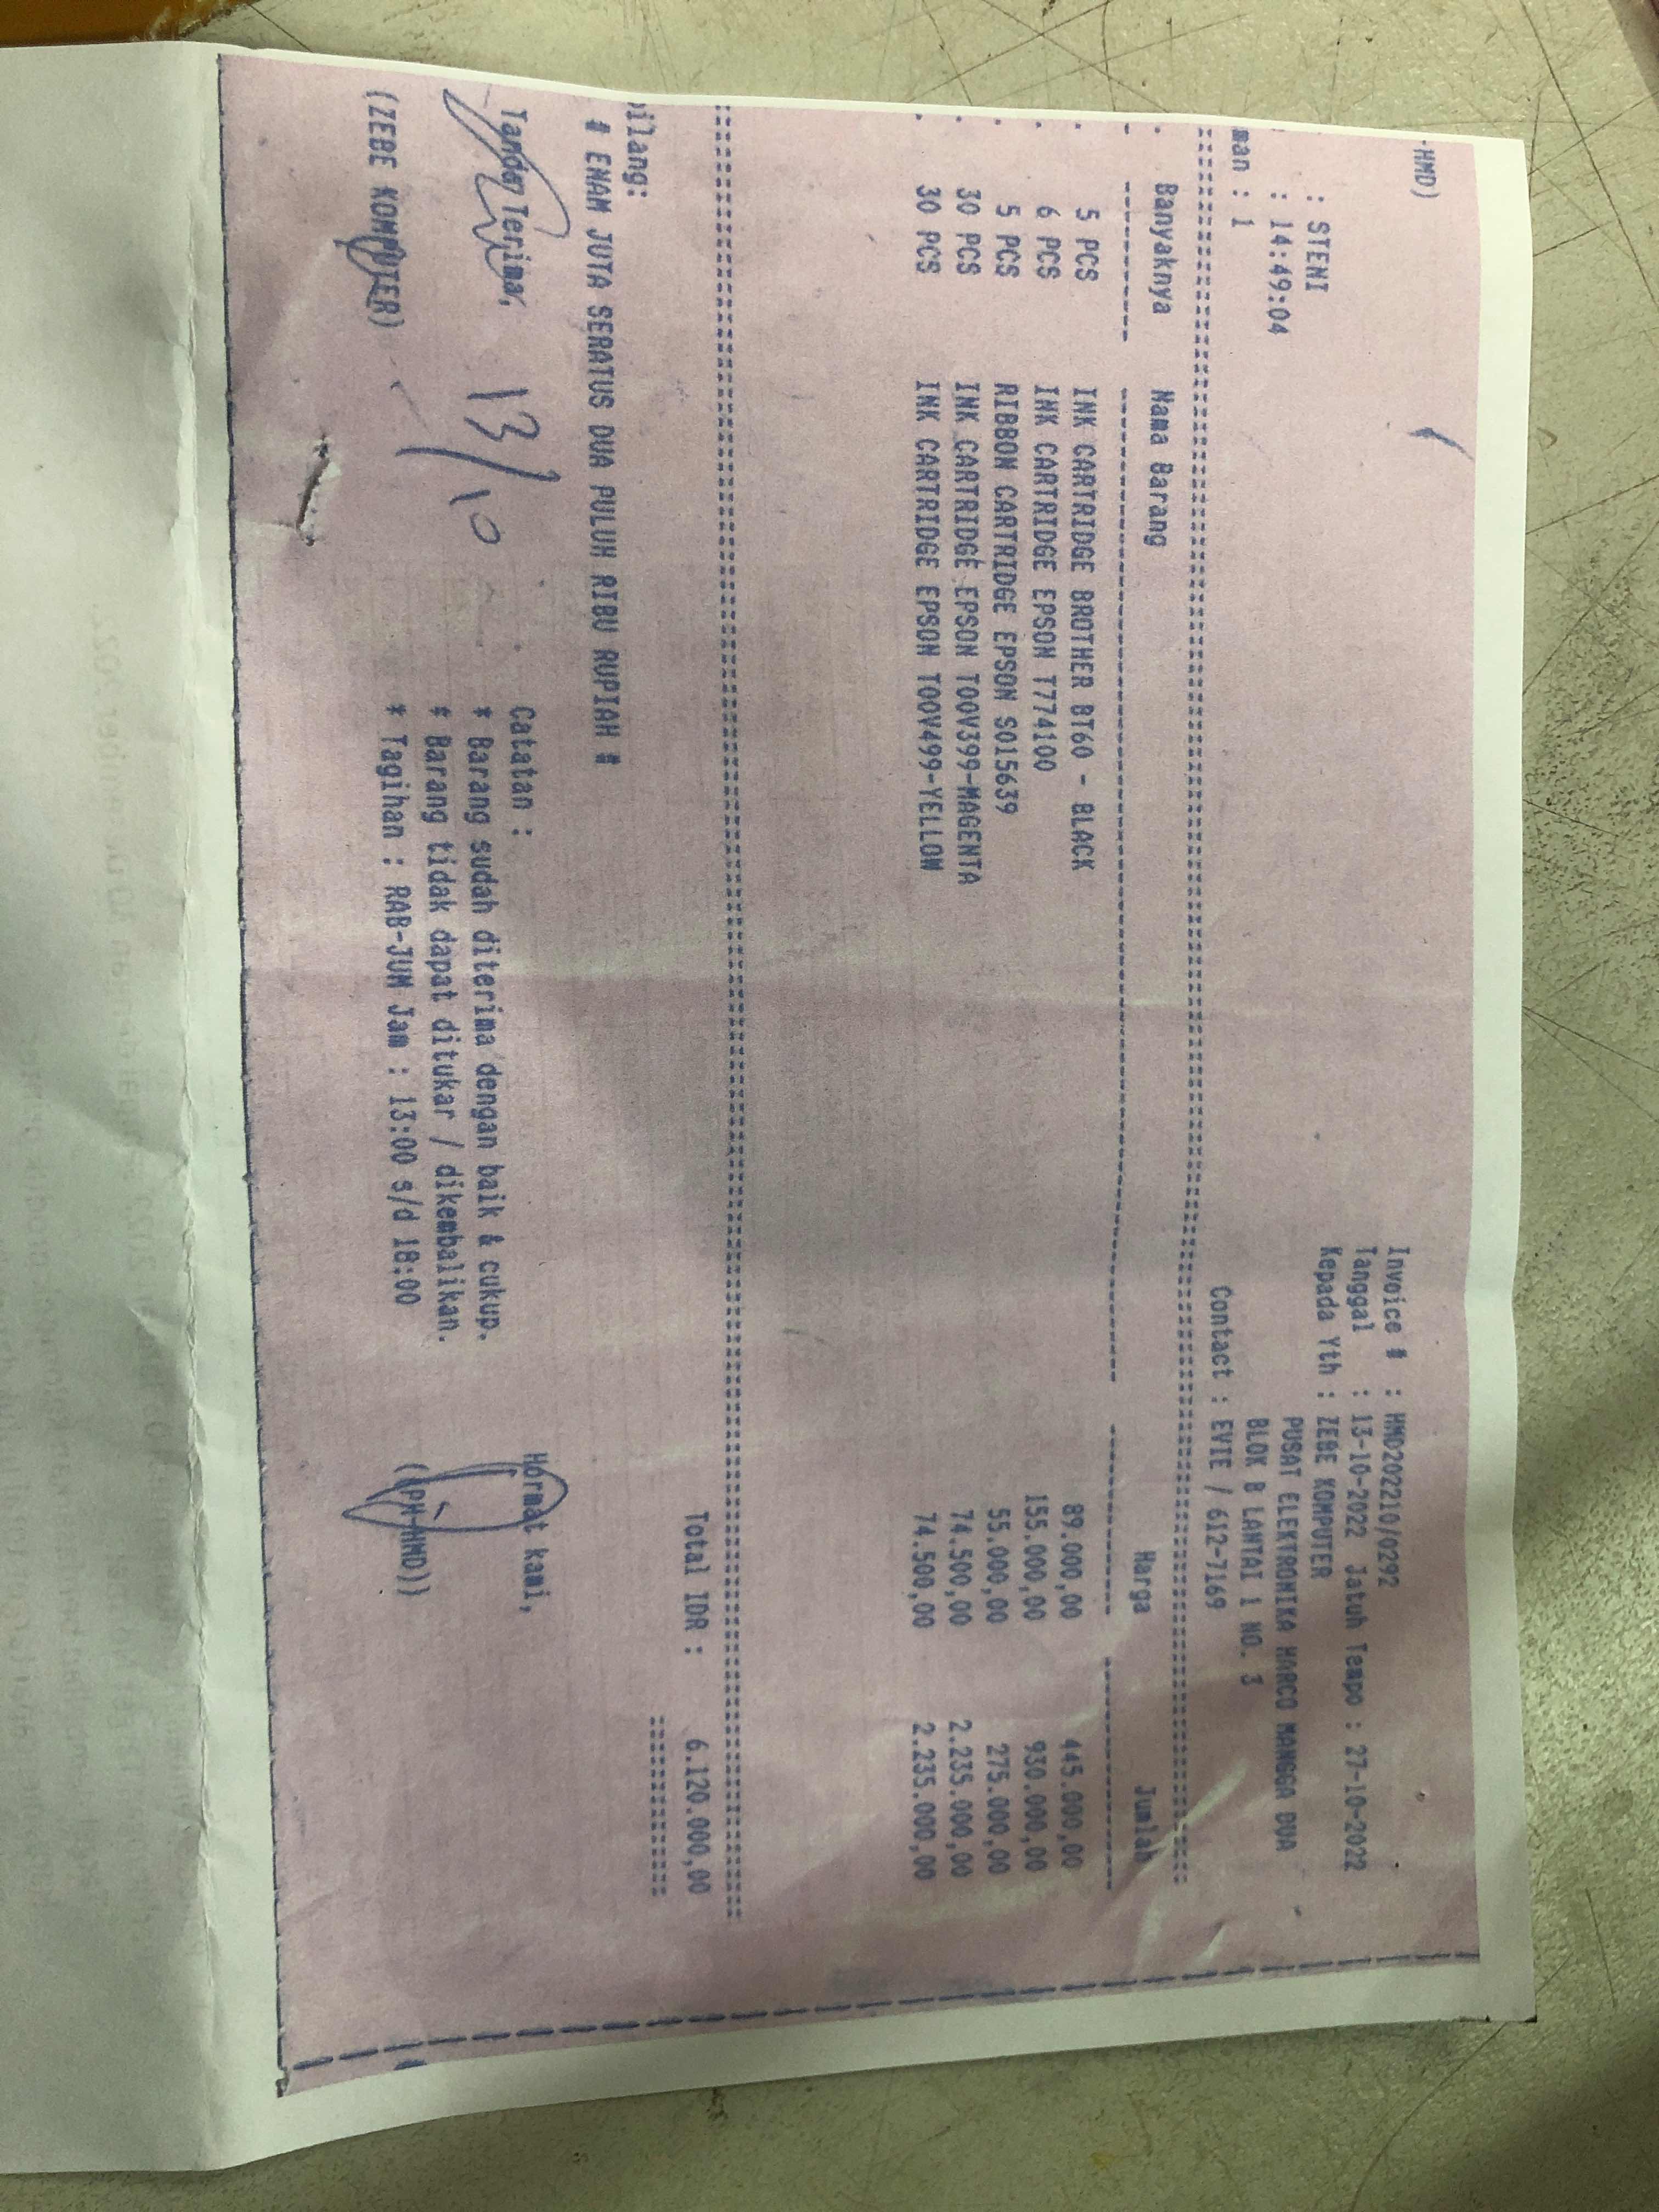 -HMD)
Invoice # : HMD202210/0292
: STENI
Tanggal : 13-10-2022 Jatuh Tempo : 27-10-2022
: 14:49:04
Kepada Yth : ZEBE KOMPUTER
man : 1
PUSAT ELEKTRONIKA HARCO MANGGA DUA
BLOK B LANTAI 1 NO. 3
Contact : EVIE / 612-7169
Banyaknya Nama Barang Harga Jumlah
5 PCS INK CARTRIDGE BROTHER BT60 - BLACK 89.000,00 445.000,00
6 PCS INK CARTRIDGE EPSON T774100 155.000,00 930.000,00
5 PCS RIBBON CARTRIDGE EPSON S015639 55.000,00 275.000,00
30 PCS INK CARTRIDGE EPSON T00V399-MAGENTA 74.500,00 2.235.000,00
30 PCS INK CARTRIDGE EPSON T00V499-YELLOW 74.500,00 2.235.000,00
Total IDR : 6.120.000,00
ilang:
# ENAM JUTA SERATUS DUA PULUH RIBU RUPIAH #
Tanda Terima,
13/10
(ZEBE KOMPUTER)
Catatan :
* Barang sudah diterima dengan baik & cukup.
* Barang tidak dapat ditukar / dikembalikan.
* Tagihan : RAB-JUM Jam : 13:00 s/d 18:00
Hormat kami,